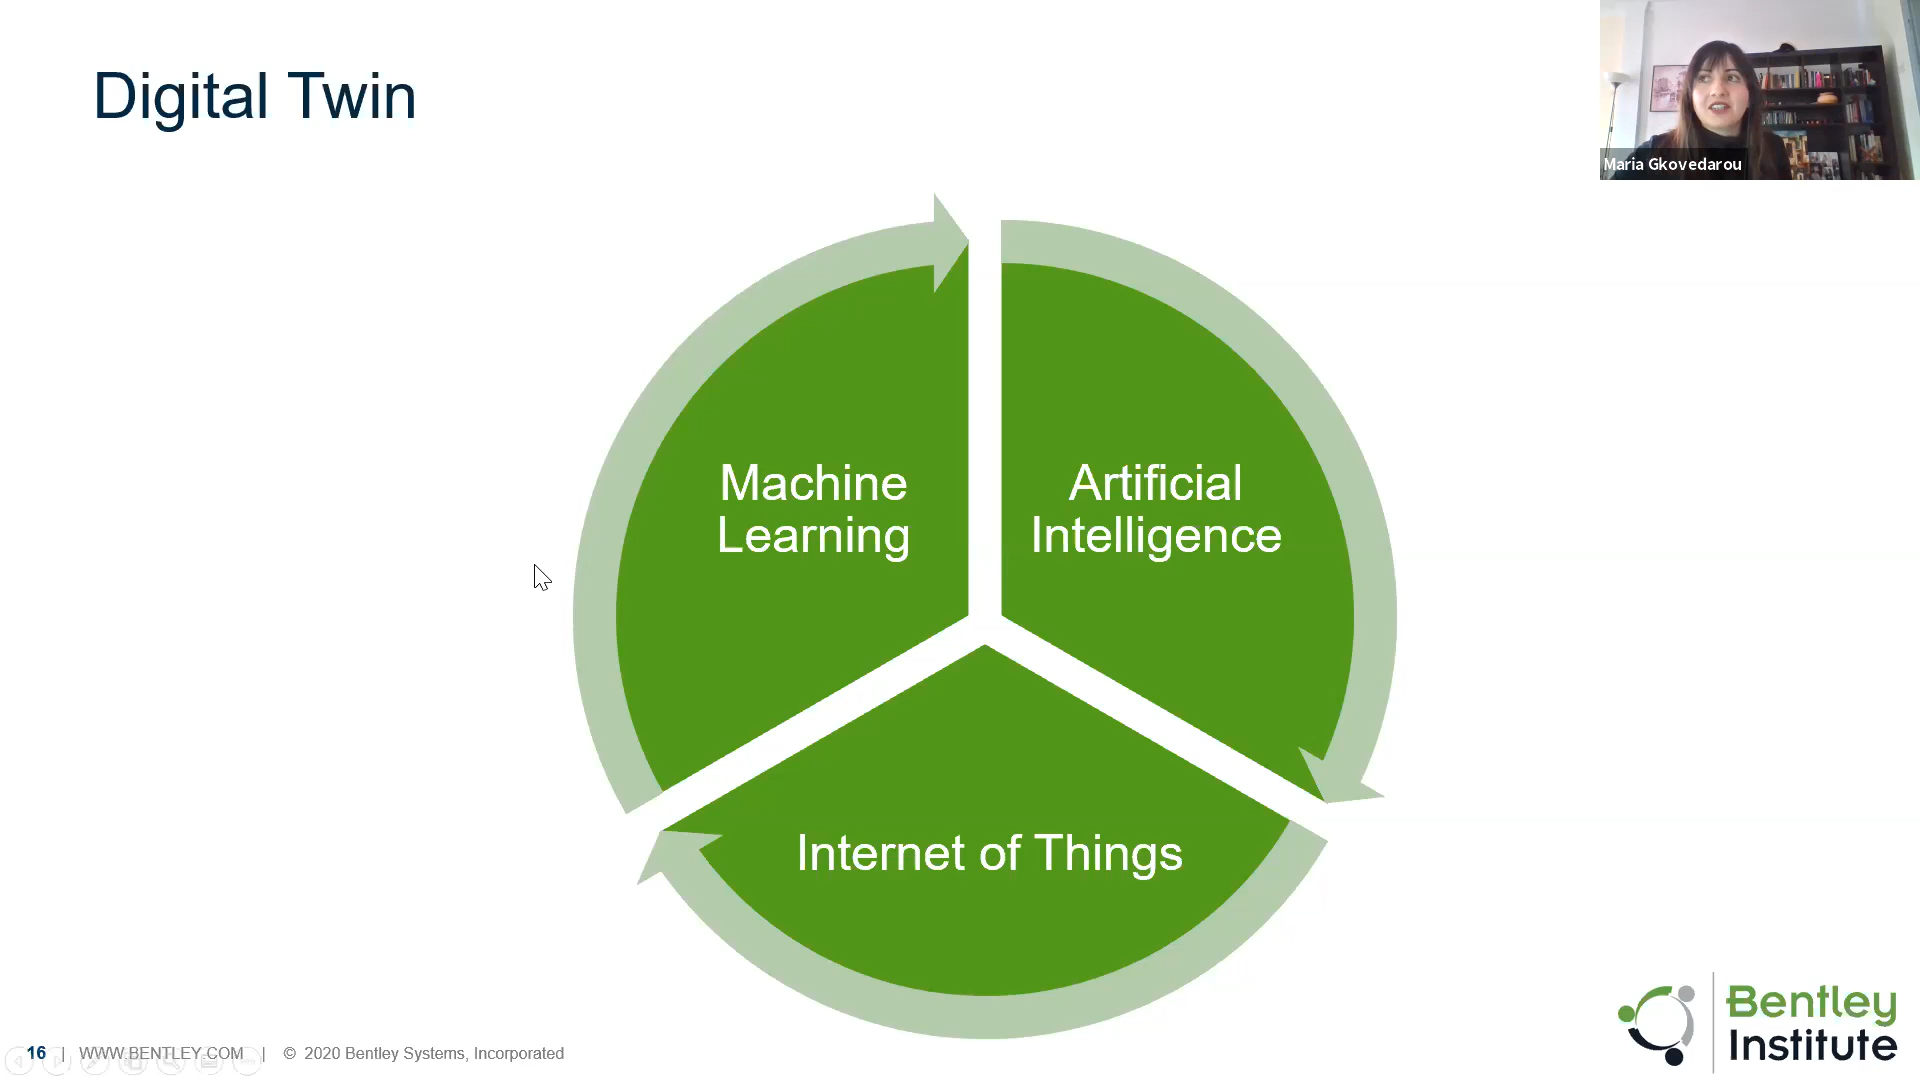 Digital Twin
Maria Gkovedarou
Machine
Learning
Artificial
Intelligence
Internet of Things
16 | WWW.BENTLEY.COM | © 2020 Bentley Systems, Incorporated
Bentley
Institute